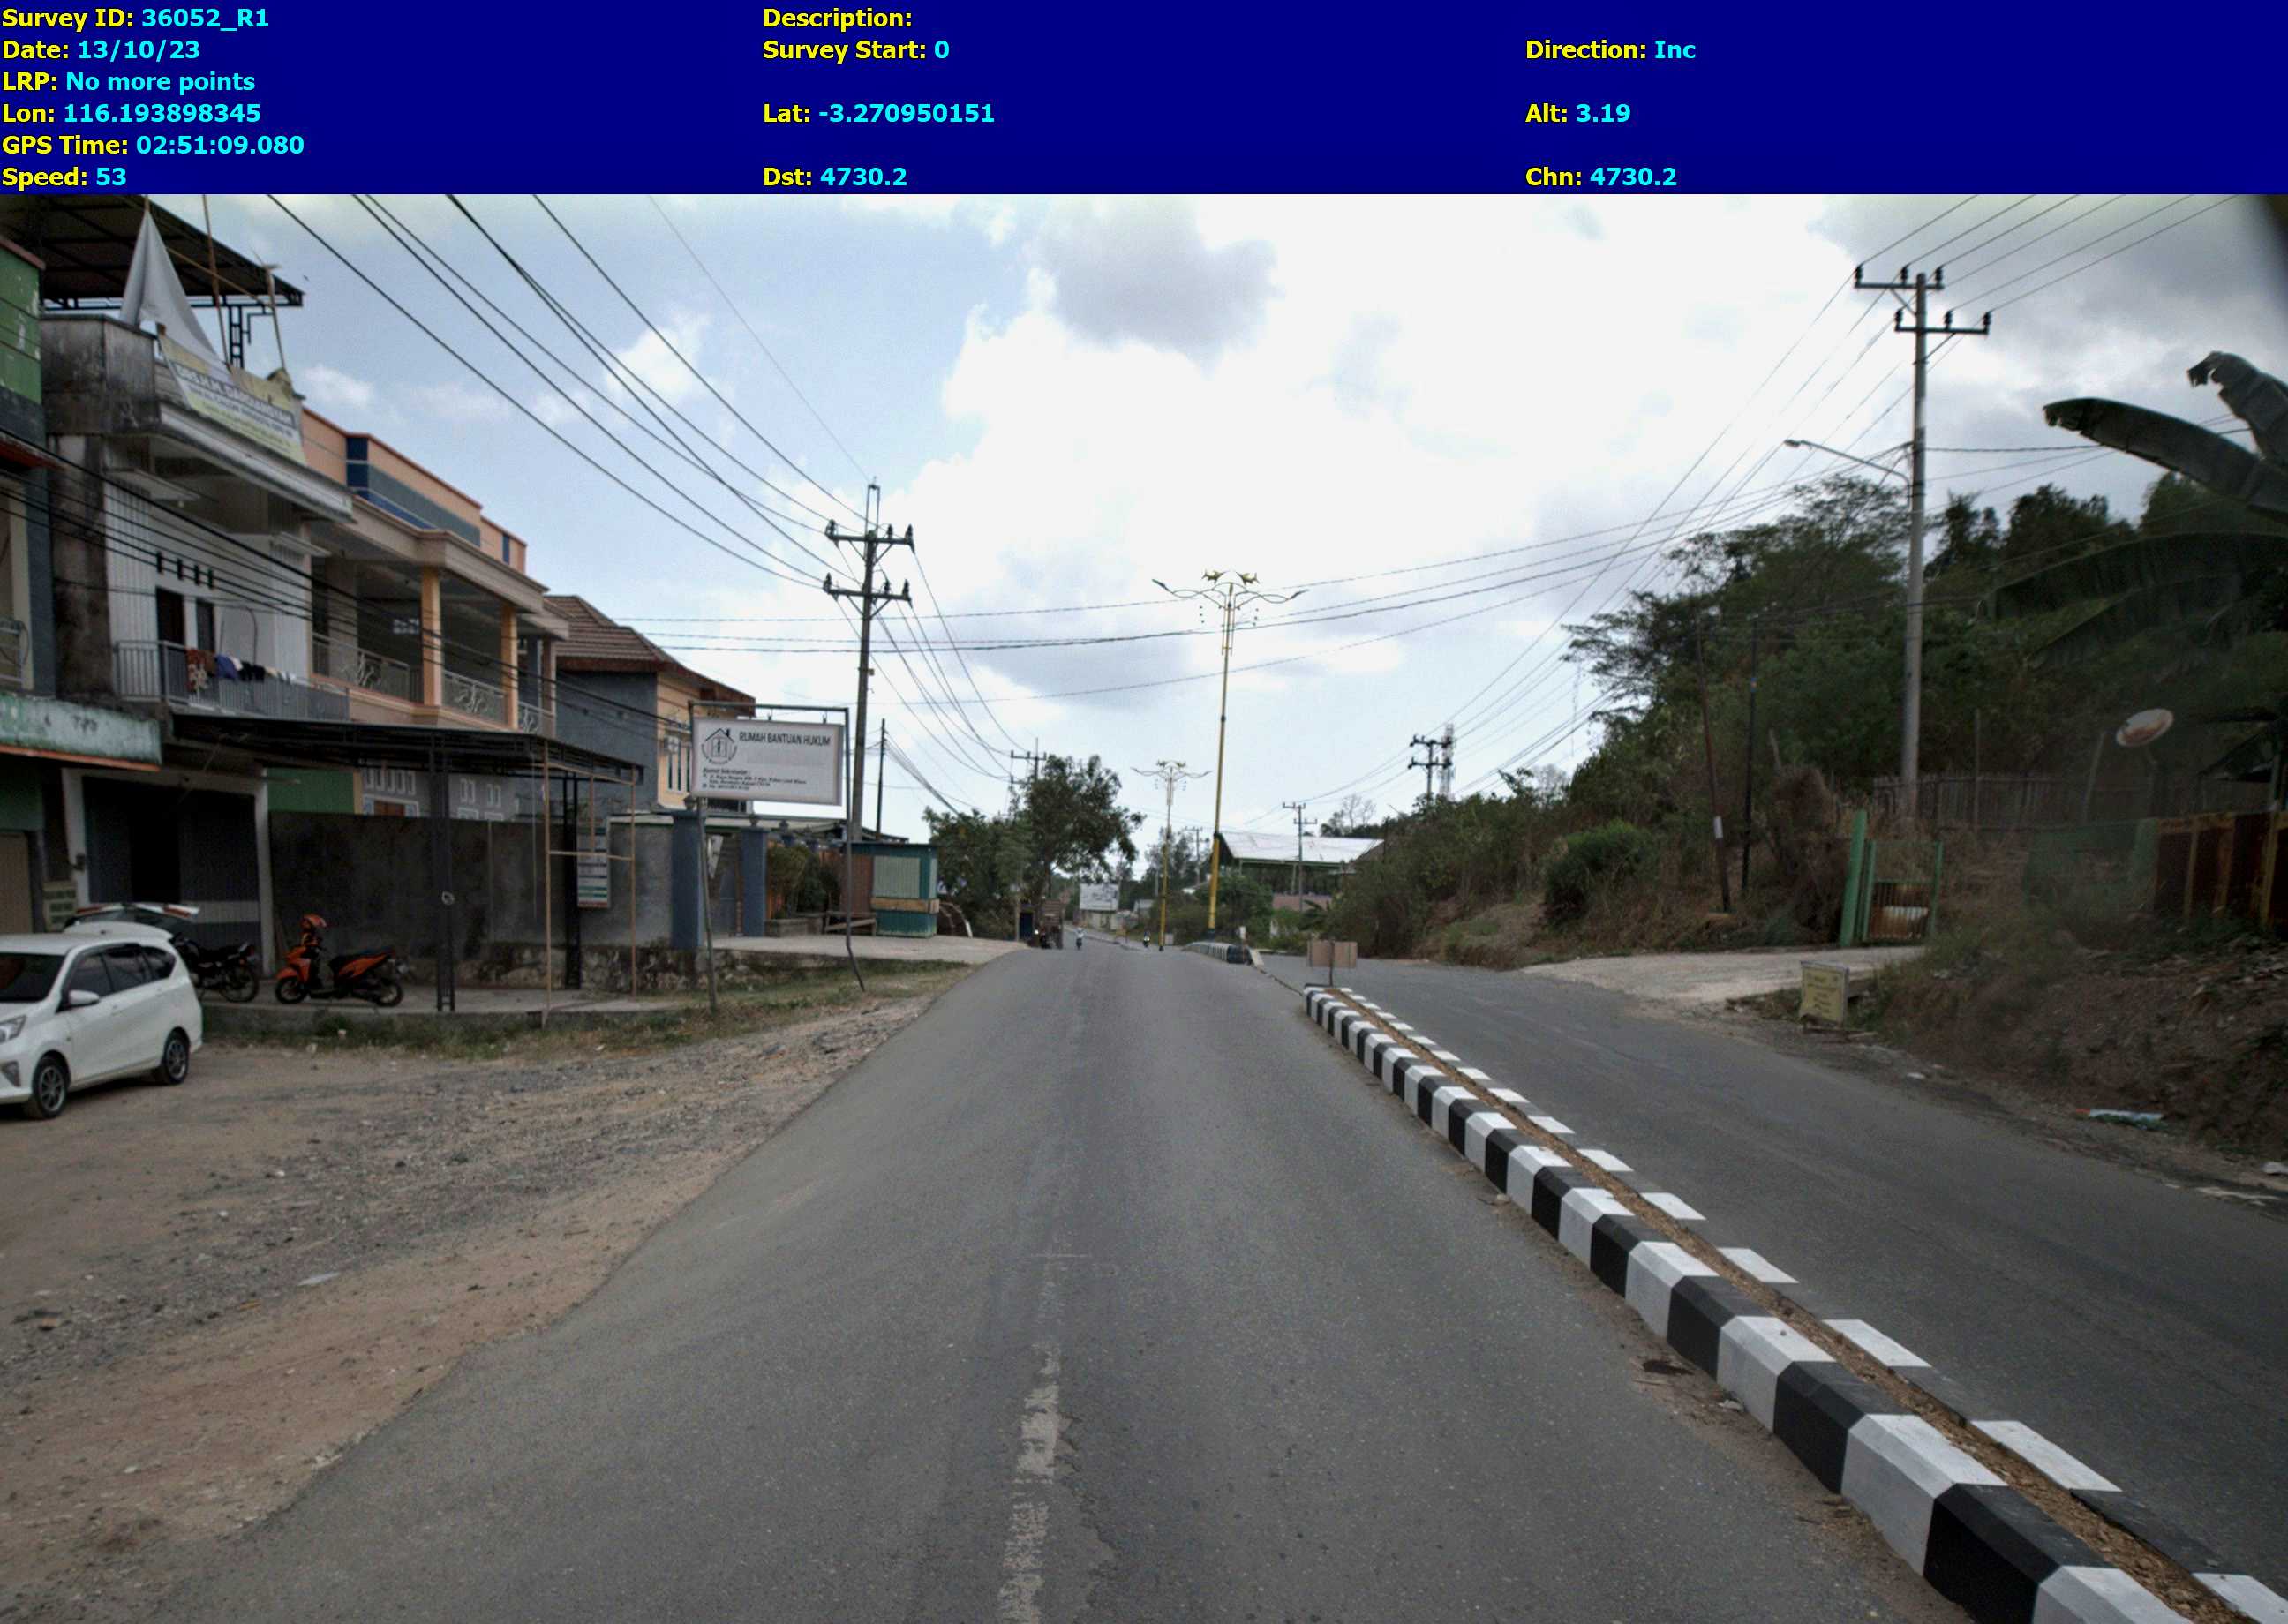 Survey ID: 36052_R1
Description:
Date: 13/10/23
Survey Start: 0
Direction: Inc
LRP: No more points
Lon: 116.193898345
Lat: -3.270950151
Alt: 3.19
GPS Time: 02:51:09.080
Speed: 53
Dst: 4730.2
Chn: 4730.2
RUMAH BANTUAN HUKUM